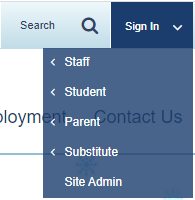 Search Sign In
Staff
Student
Parent
ployment Contact Us
Substitute
Site Admin